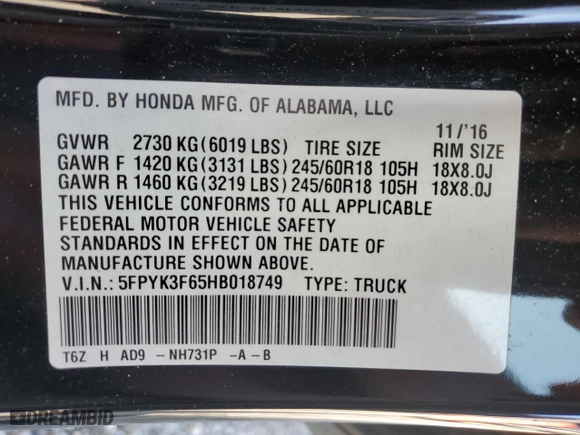 MFD. BY HONDA MFG. OF ALABAMA, LLC
11/'16
GVWR 2730 KG(6019 LBS) TIRE SIZE RIM SIZE
GAWR F 1420 KG(3131 LBS)245/60R18 105H 18X8.0J
GAWR R 1460 KG(3219 LBS)245/60R18 105H 18X8.0J
THIS VEHICLE CONFORMS TO ALL APPLICABLE
FEDERAL MOTOR VEHICLE SAFETY
STANDARDS IN EFFECT ON THE DATE OF
MANUFACTURE SHOWN ABOVE.
V.I.N.: 5FPYK3F65HB018749 TYPE: TRUCK
T6Z H AD9 -NH731P -A-B
DREAMBID